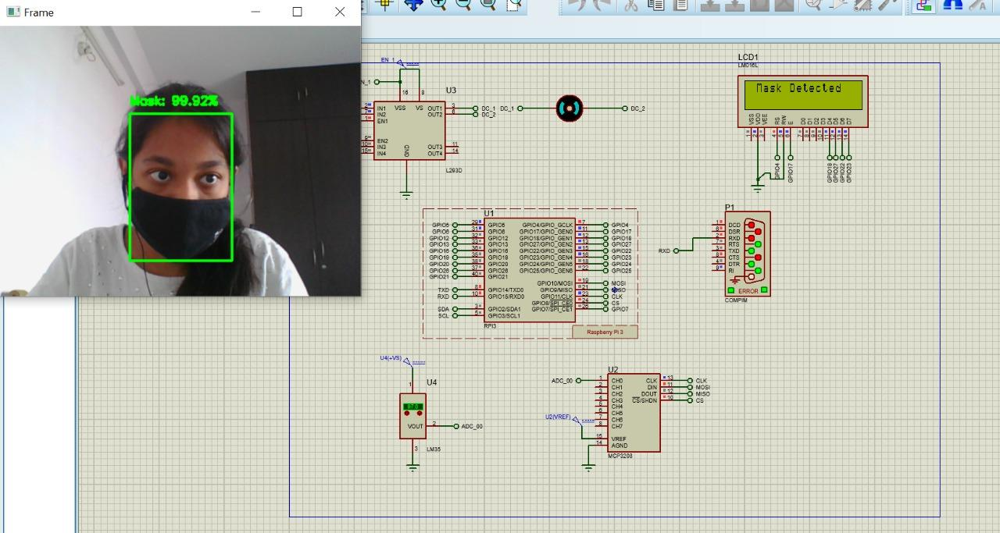 Frame
Mask: 99.92%
EN_1
N_1
16
8
U3
IN1
IN2
EN1
EN2
IN3
IN4
VSS
VS
OUT1
OUT2
GND
OUT3
OUT4
3
6
11
14
DC_1
DC_2
L293D
DC_1
DC_2
LCD1
LM016L
Mask Detected
VSS
VDD
VEE
RS
RW
E
D0
D1
D2
D3
D4
D5
D6
D7
GPIO4
GPIO17
GPIO18
GPIO27
GPIO22
GPIO23
U1
GPIO5 29 GPIO5 GPIO4/GPIO_GCLK 7 GPIO4
GPIO6 31 GPIO6 GPIO17/GPIO_GEN0 11 GPIO17
GPIO12 32 GPIO12 GPIO18/GPIO_GEN1 12 GPIO18
GPIO13 33 GPIO13 GPIO27/GPIO_GEN2 13 GPIO27
GPIO16 36 GPIO16 GPIO22/GPIO_GEN3 15 GPIO22
GPIO19 35 GPIO19 GPIO23/GPIO_GEN4 16 GPIO23
GPIO20 38 GPIO20 GPIO24/GPIO_GEN5 18 GPIO24
GPIO26 37 GPIO26 GPIO25/GPIO_GEN6 22 GPIO25
GPIO21 40 GPIO21
GPIO10/MOSI 19 MOSI
TXD 8 GPIO14/TXD0 GPIO9/MISO 21
RXD 10 GPIO15/RXD0 GPIO11/CLK 23 CLK
GPIO8/SPI_CE0 24 CS
SDA 3 GPIO2/SDA1 GPIO7/SPI_CE1 26 GPIO7
SCL 5 GPIO3/SCL1
RPI3
Raspberry Pi 3
P1
RXD
DCD
DSR
RXD
RTS
TXD
CTS
DTR
RI
ERROR
COMPIM
U4(+VS)
1
U4
97.0
VOUT 2 ADC_00
3
LM35
U2
ADC_00 1 CH0 CLK 13 CLK
2 CH1 DIN 11 MOSI
3 CH2 DOUT 12 MISO
4 CH3 CS/SHDN 10 CS
5 CH4
6 CH5
7 CH6
8 CH7
U2(VREF)
15 VREF
14 AGND
MCP3208